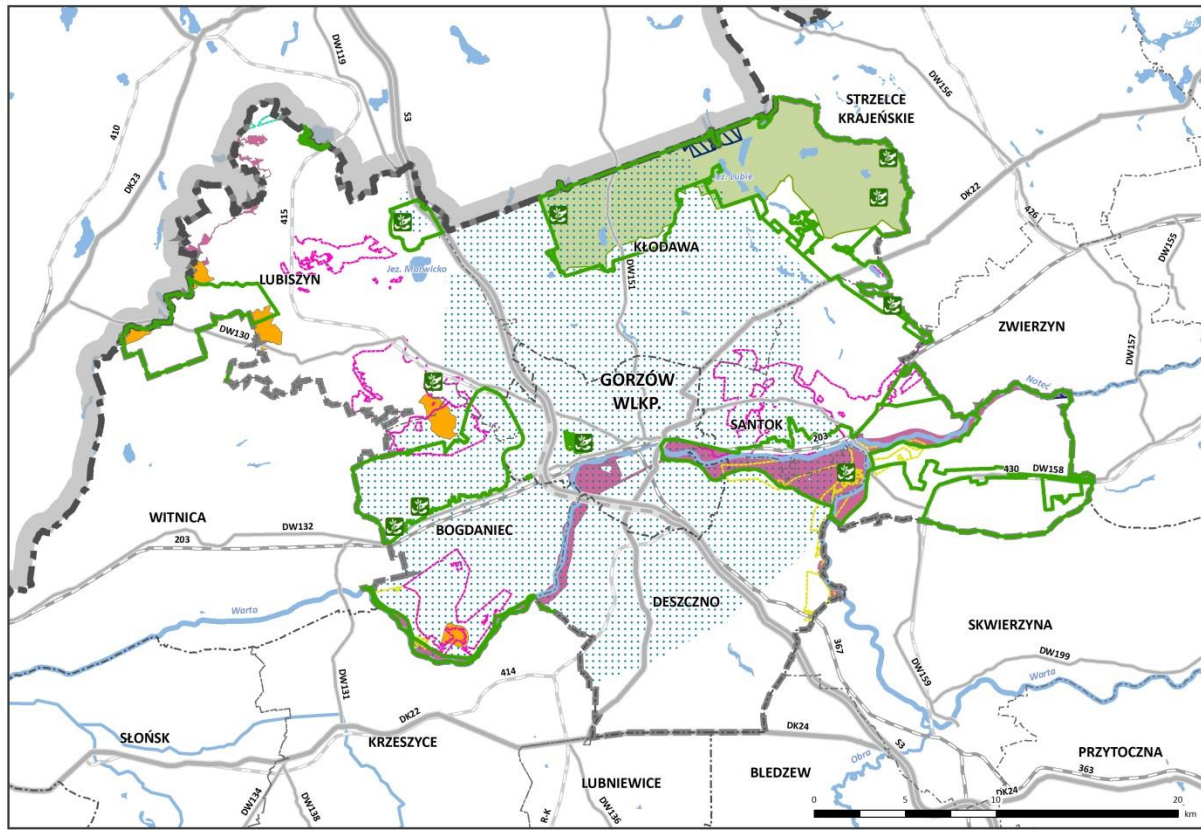 DW119
DW156
STRZELCE
KRAJEŃSKIE
410
S3
DK23
415
Jez. Lubie
DK22
426
KŁODAWA
DW151
LUBISZYN
Jez. Marwicko
DW155
ZWIERZYN
DW130
DW157
Noteć
GORZÓW
WLKP.
SANTOK
203
430
DW158
WITNICA
DW132
203
BOGDANIEC
DESZCZNO
Warta
SKWIERZYNA
367
DW199
DW159
Warta
DW131
414
DK22
DK24
SŁOŃSK
KRZESZYCE
S3
Obra
PRZYTOCZNA
363
DK24
LUBNIEWICE
BLEDZEW
DW134
DW138
R-K
DW136
0 5 10 20
km